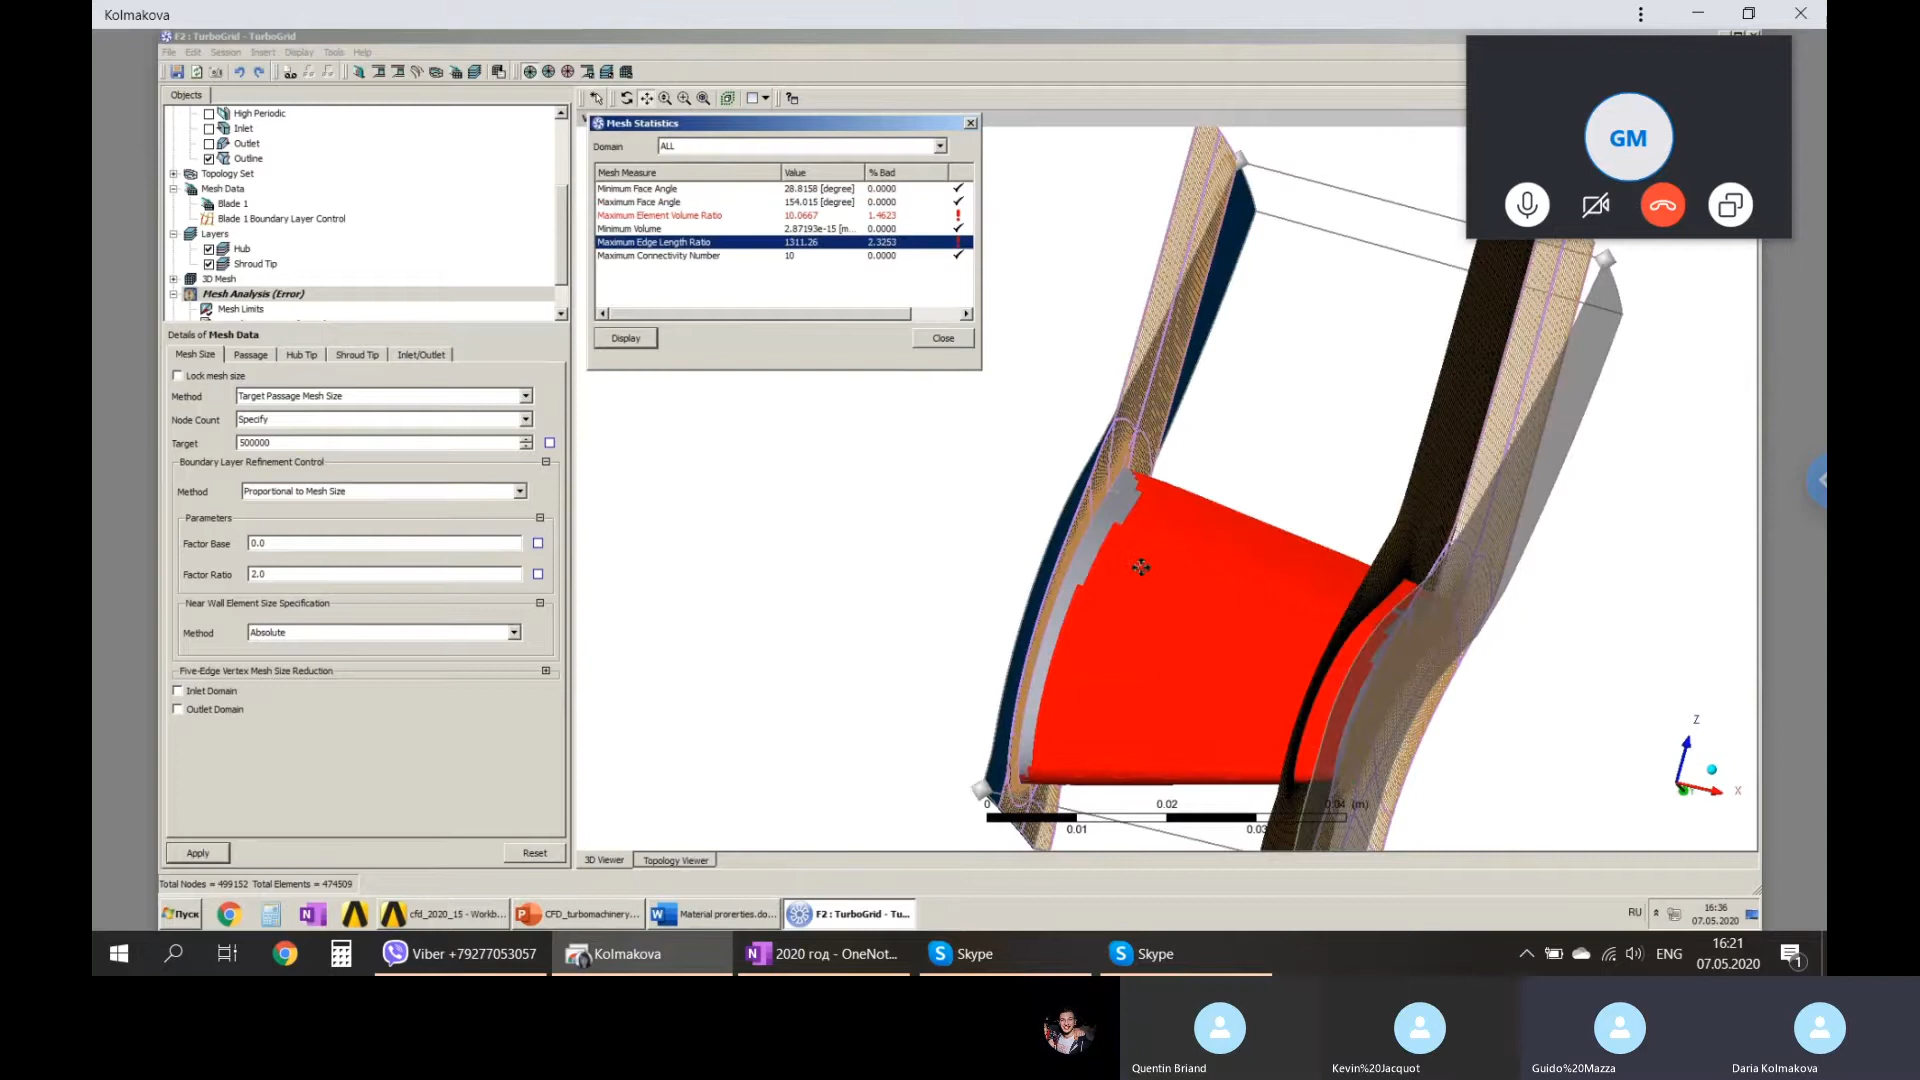 Kolmakova
F2 : TurboGrid - TurboGrid
File Edit Session Insert Display Tools Help
Objects
High Periodic
Inlet
Outlet
Outline
Topology Set
Mesh Data
Blade 1
Blade 1 Boundary Layer Control
Layers
Hub
Shroud Tip
3D Mesh
Mesh Analysis (Error)
Mesh Limits
Details of Mesh Data
Mesh Size Passage Hub Tip Shroud Tip Inlet/Outlet
Lock mesh size
Method Target Passage Mesh Size
Node Count Specify
Target 500000
Boundary Layer Refinement Control
Method Proportional to Mesh Size
Parameters
Factor Base 0.0
Factor Ratio 2.0
Near Wall Element Size Specification
Method Absolute
Five-Edge Vertex Mesh Size Reduction
Inlet Domain
Outlet Domain
Apply Reset
Mesh Statistics
Domain ALL
Mesh Measure Value % Bad
Minimum Face Angle 28.8158 [degree] 0.0000
Maximum Face Angle 154.015 [degree] 0.0000
Maximum Element Volume Ratio 10.0667 1.4623
Minimum Volume 2.87193e-15 [m... 0.0000
Maximum Edge Length Ratio 1311.26 2.3253
Maximum Connectivity Number 10 0.0000
Display Close
GM
Z
X
0 0.02 0.04 (m)
0.01 0.03
3D Viewer Topology Viewer
Total Nodes = 499152 Total Elements = 474509
Пуск cfd_2020_15 - Workb... CFD_turbomachinery... Material prorerties.do... F2 : TurboGrid - Tu... RU 16:36
07.05.2020
Viber +79277053057 Kolmakova 2020 год - OneNot... Skype Skype ENG 16:21
07.05.2020 1
Quentin Briand Kevin%20Jacquot Guido%20Mazza Daria Kolmakova